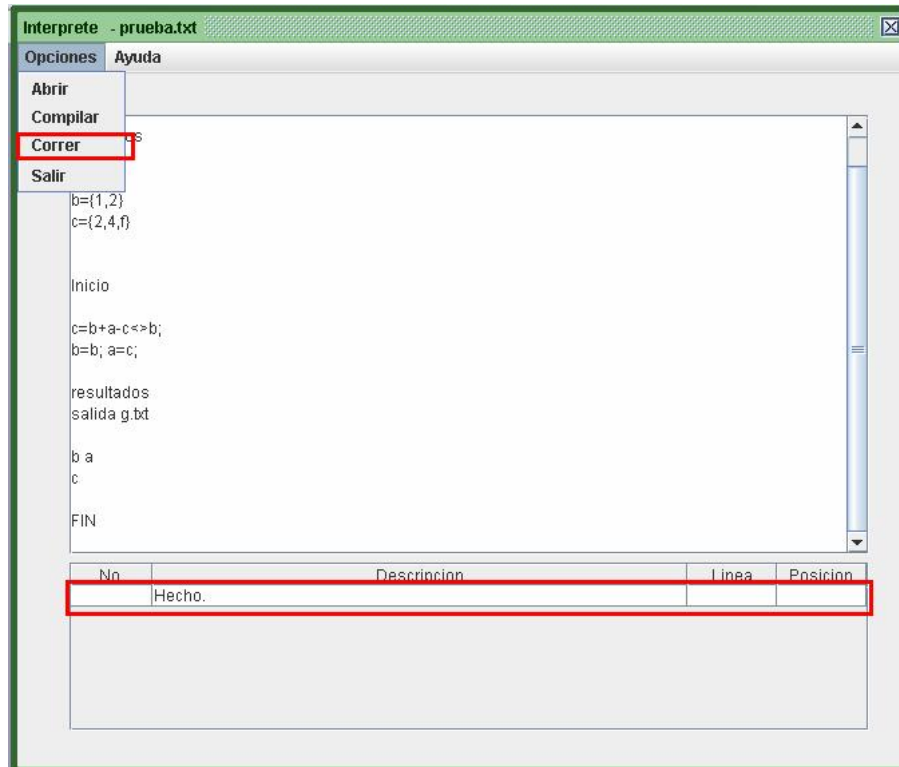 Interprete - prueba.txt
Opciones Ayuda
Abrir
Compilar
Correr
Salir
b={1,2}
c={2,4,f}
Inicio
c=b+a-c<>b;
b=b; a=c;
resultados
salida g.txt
b a
c
FIN
No Descripcion Linea Posicion
Hecho.